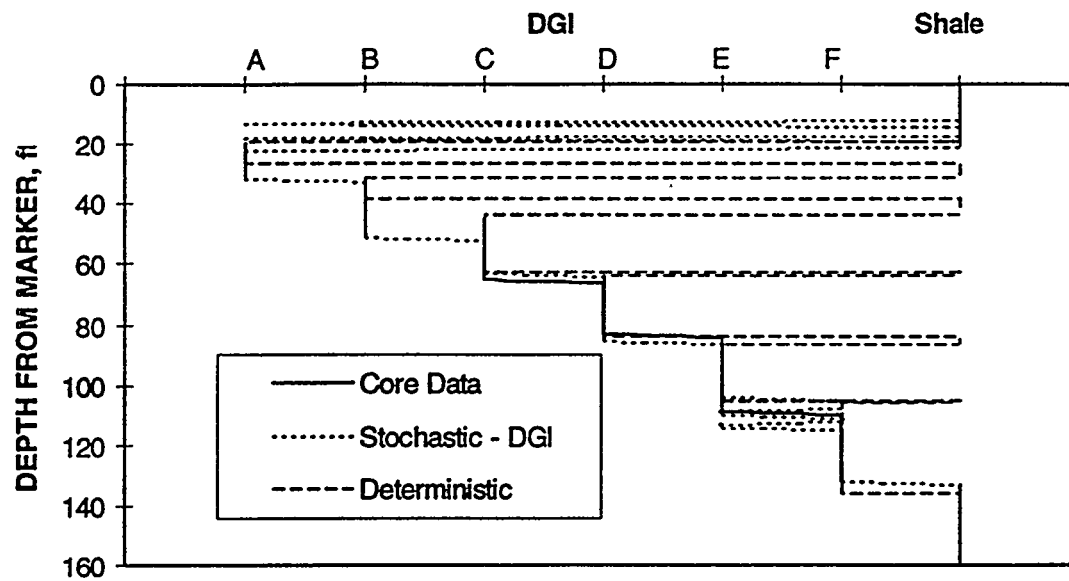 DGI Shale
A B C D E F
0
20
40
60
80
100
120
140
160
DEPTH FROM MARKER, ft
Core Data
Stochastic - DGI
Deterministic